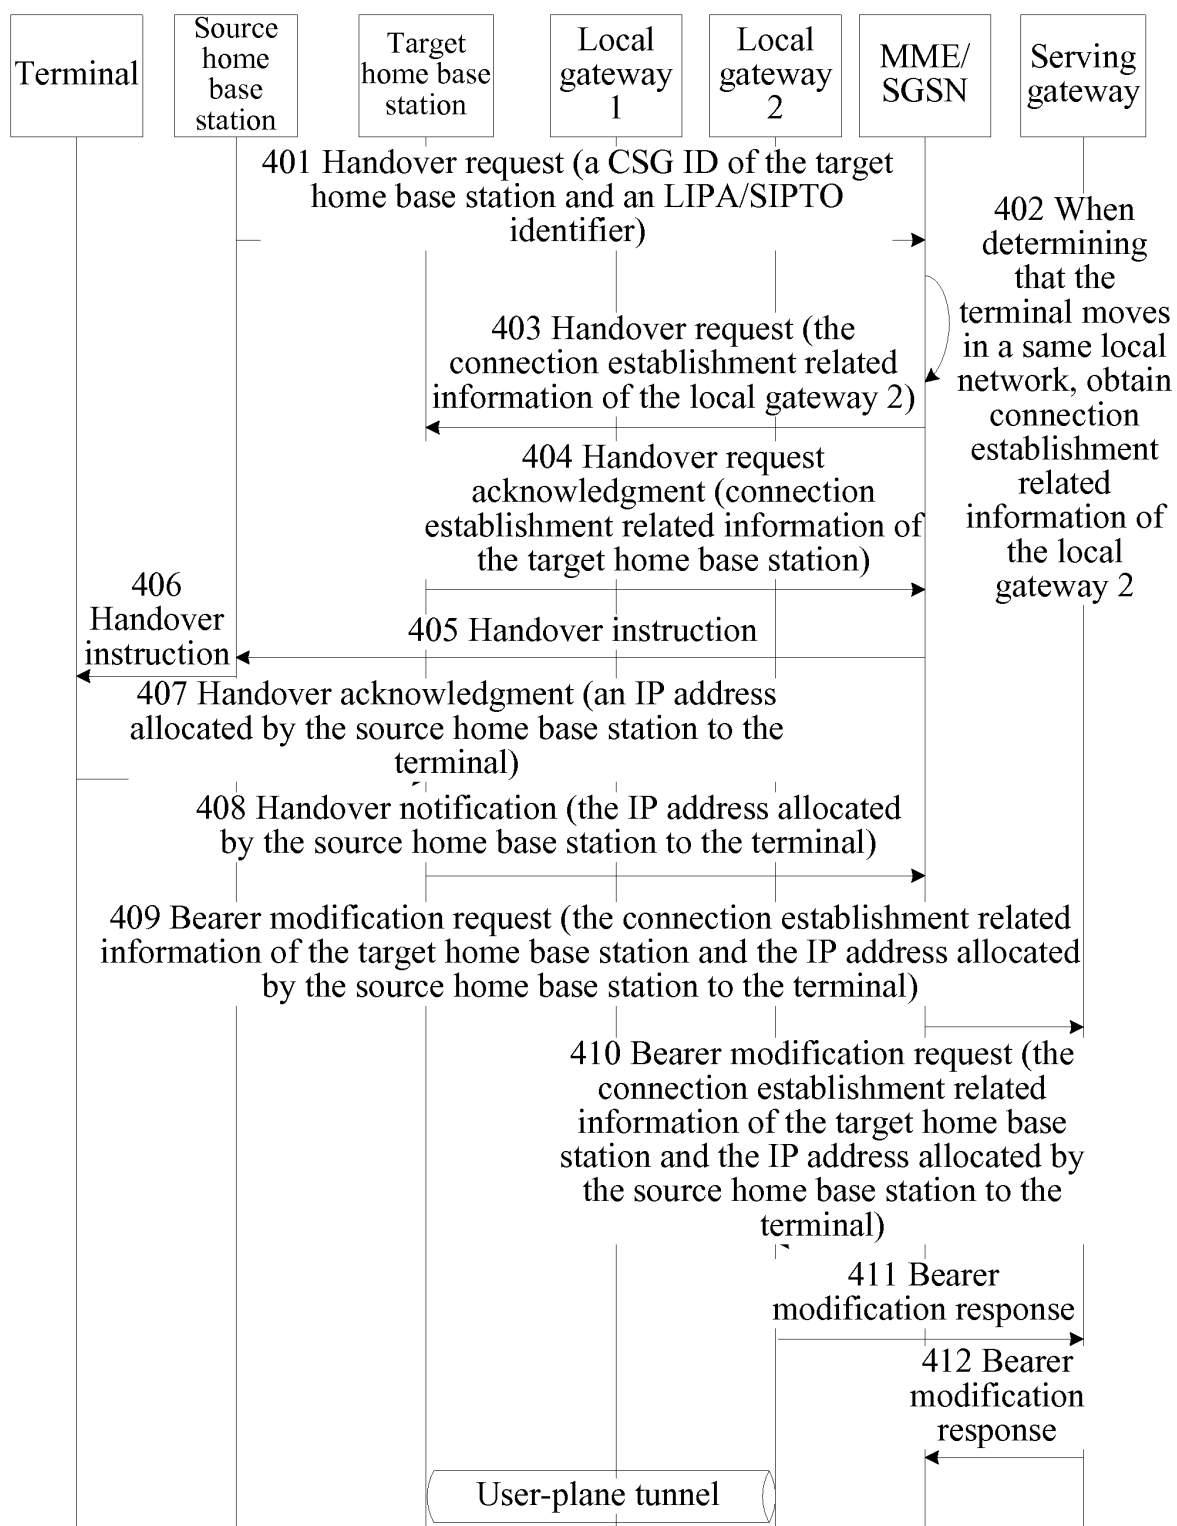 Terminal
Source
home
base
station
Target
home base
station
Local
gateway
1
Local
gateway
2
MME/
SGSN
Serving
gateway
401 Handover request (a CSG ID of the target
home base station and an LIPA/SIPTO
identifier)
402 When
determining
that the
terminal moves
in a same local
network, obtain
connection
establishment
related
information of
the local
gateway 2
403 Handover request (the
connection establishment related
information of the local gateway 2)
404 Handover request
acknowledgment (connection
establishment related information of
the target home base station)
405 Handover instruction
406
Handover
instruction
407 Handover acknowledgment (an IP address
allocated by the source home base station to the
terminal)
408 Handover notification (the IP address allocated
by the source home base station to the terminal)
409 Bearer modification request (the connection establishment related
information of the target home base station and the IP address allocated
by the source home base station to the terminal)
410 Bearer modification request (the
connection establishment related
information of the target home base
station and the IP address allocated by
the source home base station to the
terminal)
411 Bearer
modification response
412 Bearer
modification
response
User-plane tunnel